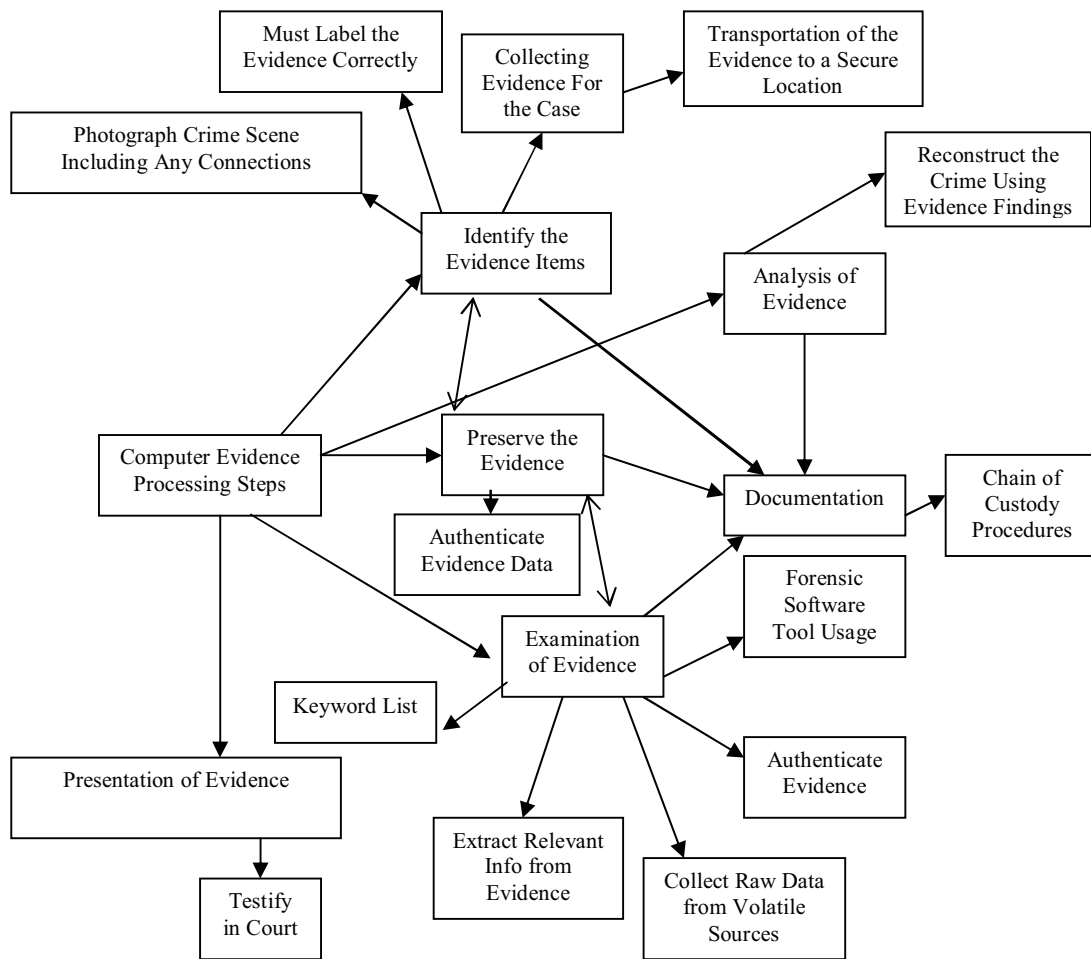 Must Label the
Evidence Correctly
Collecting
Evidence For
the Case
Transportation of the
Evidence to a Secure
Location
Photograph Crime Scene
Including Any Connections
Reconstruct the
Crime Using
Evidence Findings
Identify the
Evidence Items
Analysis of
Evidence
Computer Evidence
Processing Steps
Preserve the
Evidence
Documentation
Chain of
Custody
Procedures
Authenticate
Evidence Data
Forensic
Software
Tool Usage
Examination
of Evidence
Keyword List
Authenticate
Evidence
Presentation of Evidence
Extract Relevant
Info from
Evidence
Collect Raw Data
from Volatile
Sources
Testify
in Court